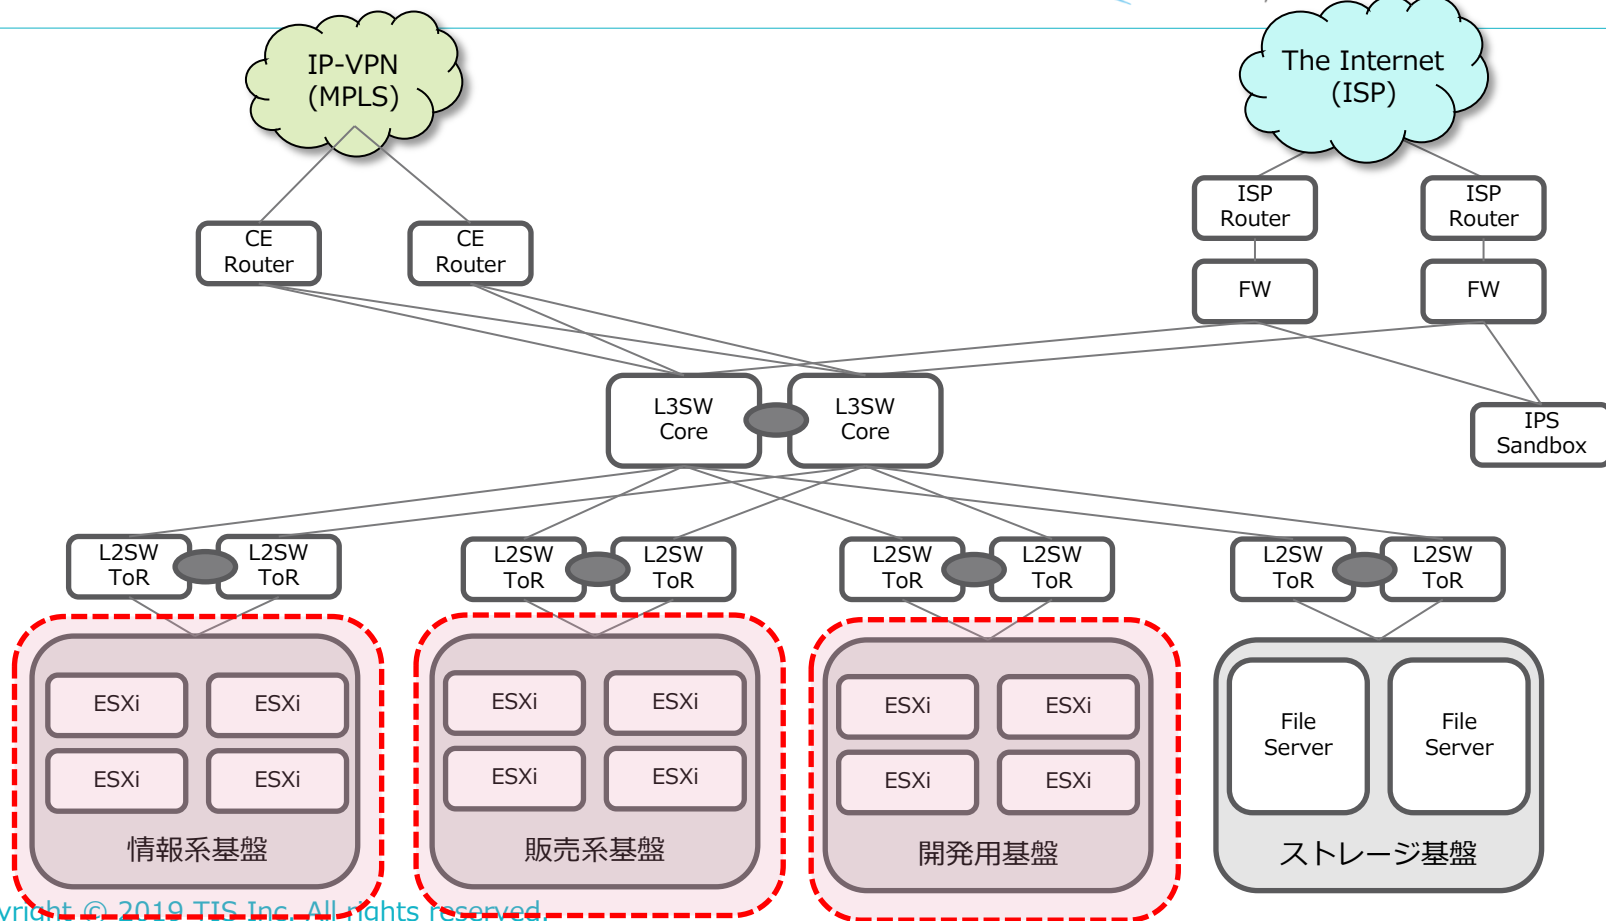 IP-VPN
(MPLS)
The Internet
(ISP)
ISP
Router
ISP
Router
CE
Router
CE
Router
FW
FW
L3SW
Core
L3SW
Core
IPS
Sandbox
L2SW
ToR
L2SW
ToR
L2SW
ToR
L2SW
ToR
L2SW
ToR
L2SW
ToR
L2SW
ToR
L2SW
ToR
ESXi
ESXi
ESXi
ESXi
情報系基盤
ESXi
ESXi
ESXi
ESXi
販売系基盤
ESXi
ESXi
ESXi
ESXi
開発用基盤
File
Server
File
Server
ストレージ基盤
vright © 2019 TIS Inc. All rights reserved.